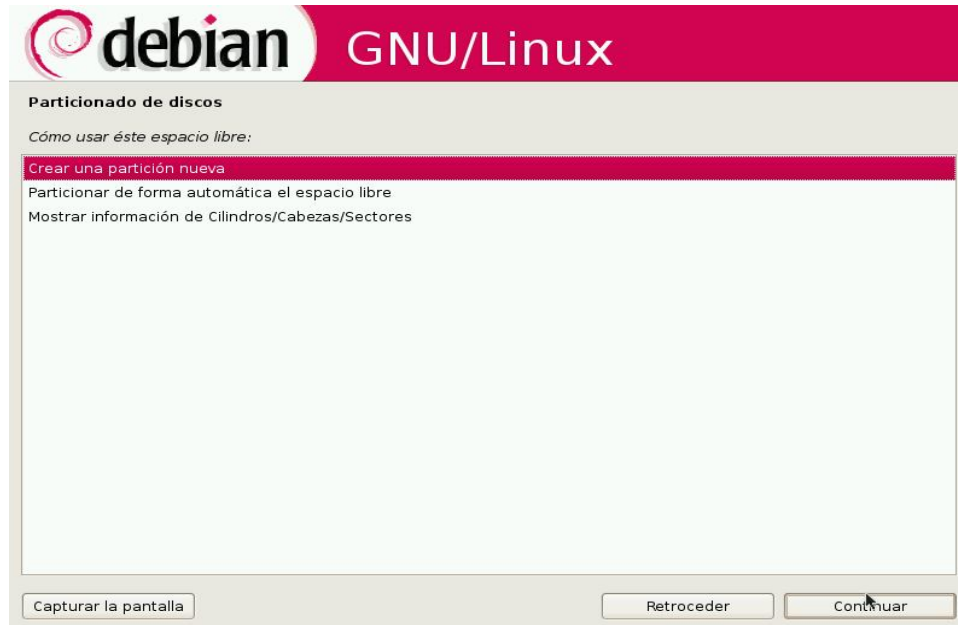 debian GNU/Linux
Particionado de discos
Cómo usar éste espacio libre:
Crear una partición nueva
Particionar de forma automática el espacio libre
Mostrar información de Cilindros/Cabezas/Sectores
Capturar la pantalla Retroceder Continuar